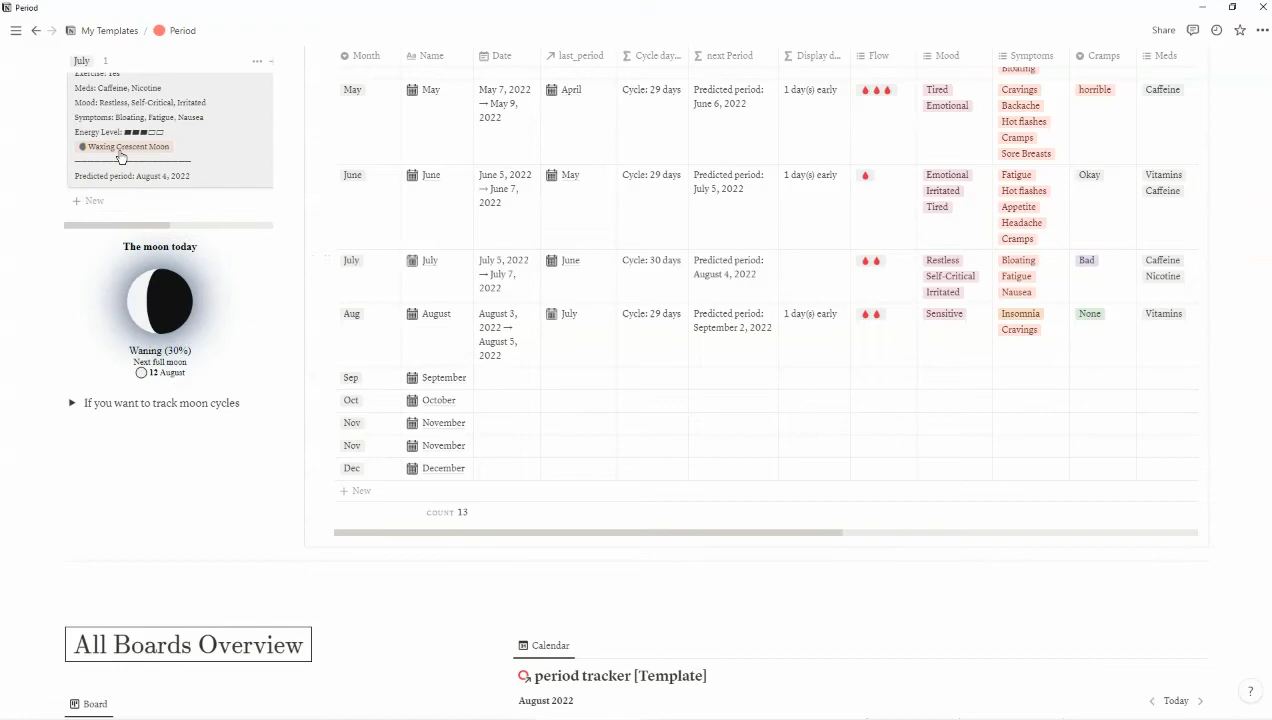 Period
My Templates / Period
Share
July 1
Exercise: Yes
Meds: Caffeine, Nicotine
Mood: Restless, Self-Critical, Irritated
Symptoms: Bloating, Fatigue, Nausea
Energy Level:
Waxing Crescent Moon
Predicted period: August 4, 2022
+ New
The moon today
Waning (30%)
Next full moon
12 August
If you want to track moon cycles
Month Name Date last_period Cycle day... next Period Display d... Flow Mood Symptoms Cramps Meds
Bloating
May May May 7, 2022 April Cycle: 29 days Predicted period: 1 day(s) early Tired Cravings horrible Caffeine
→ May 9, June 6, 2022 Emotional Backache
2022 Hot flashes
Cramps
Sore Breasts
June June June 5, 2022 May Cycle: 29 days Predicted period: 1 day(s) early Emotional Fatigue Okay Vitamins
→ June 7, July 5, 2022 Irritated Hot flashes Caffeine
2022 Tired Appetite
Headache
Cramps
July July July 5, 2022 June Cycle: 30 days Predicted period: Restless Bloating Bad Caffeine
→ July 7, August 4, 2022 Self-Critical Fatigue Nicotine
2022 Irritated Nausea
Aug August August 3, July Cycle: 29 days Predicted period: 1 day(s) early Sensitive Insomnia None Vitamins
2022 → September 2, 2022 Cravings
August 5,
2022
Sep September
Oct October
Nov November
Nov November
Dec December
+ New
COUNT 13
All Boards Overview
Board
Calendar
period tracker [Template]
August 2022
Today
?